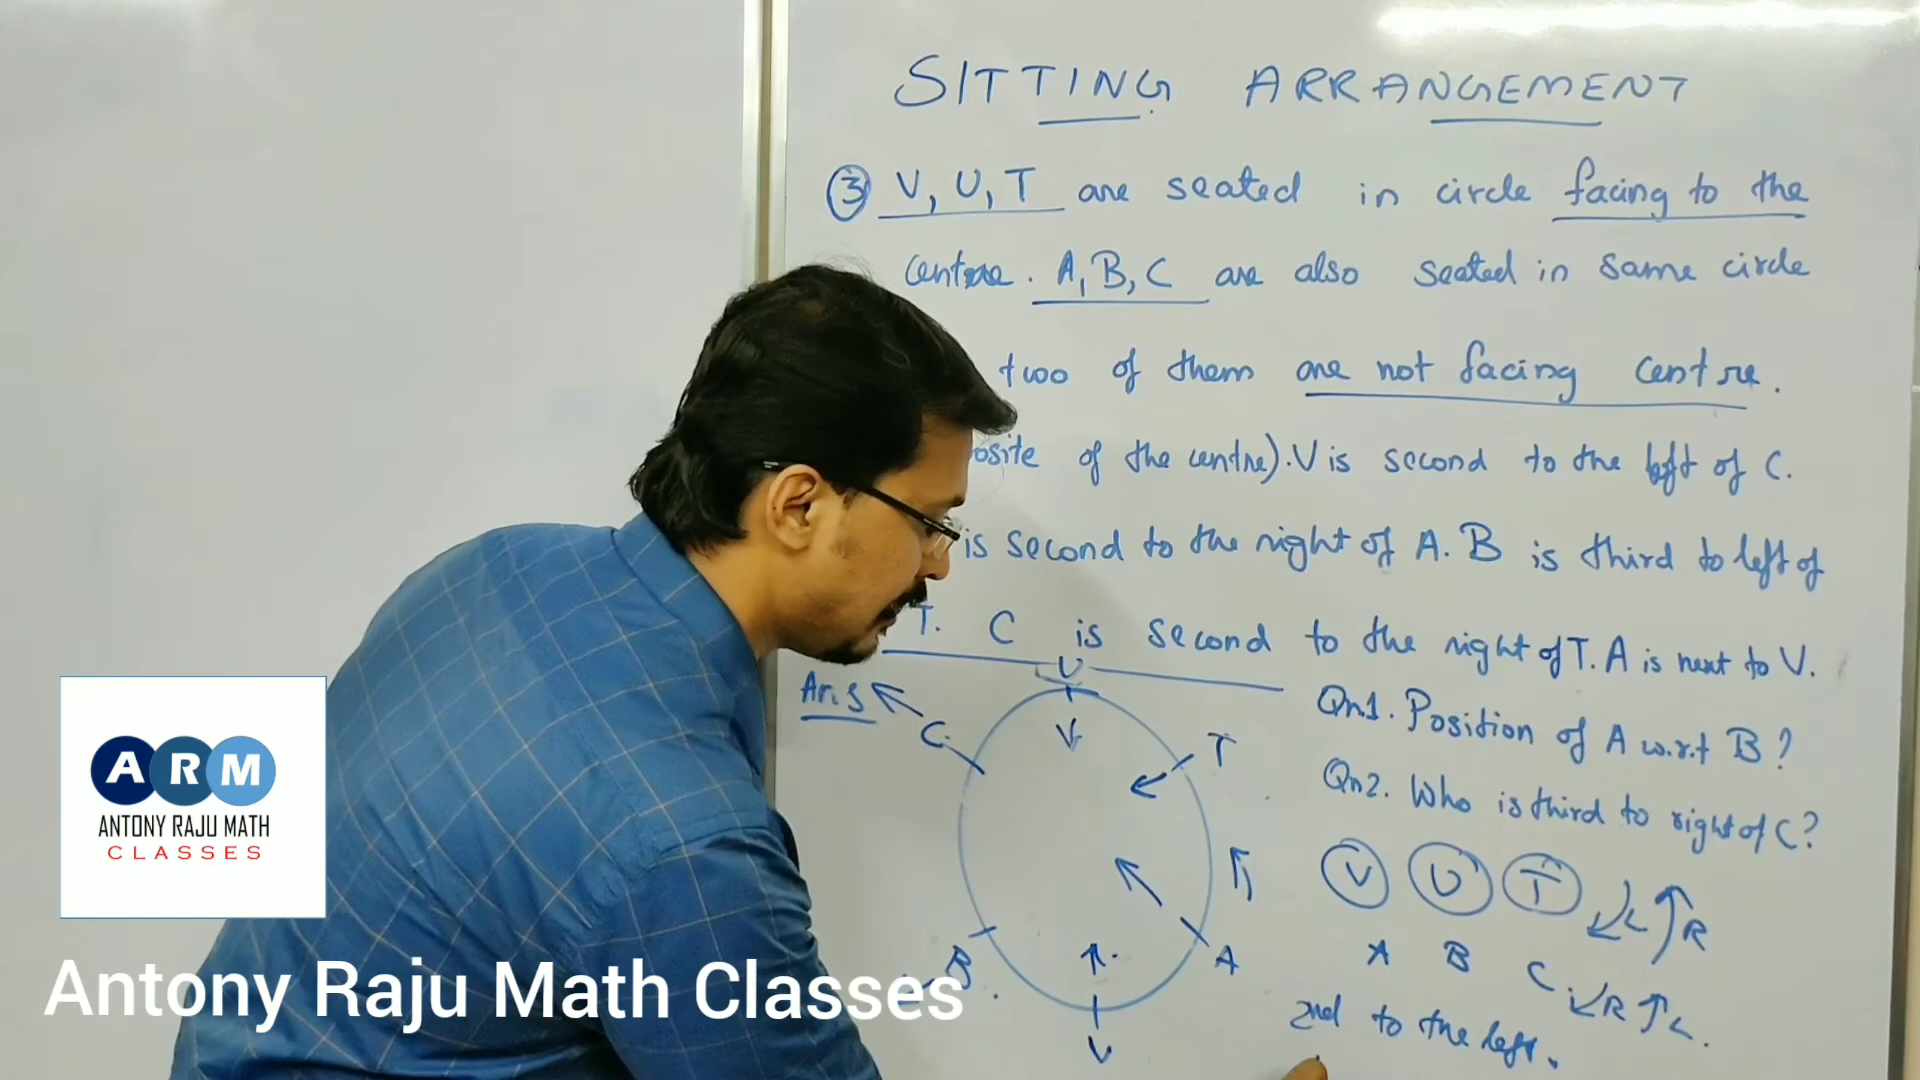 SITTING ARRANGEMENT
③ V, U, T are seated in circle facing to the
centre. A, B, C are also seated in same circle
two of them are not facing centre.
osite of the centre). V is second to the left of C.
is second to the right of A. B is third to left of
T. C is second to the right of T. A is next to V.
Ans
U
C
T
B
A
V
Qn1. Position of A w.r.t B?
Qn2. Who is third to right of C?
V U T L R
A B C R L
2nd to the left.
ARM
ANTONY RAJU MATH
CLASSES
Antony Raju Math Classes